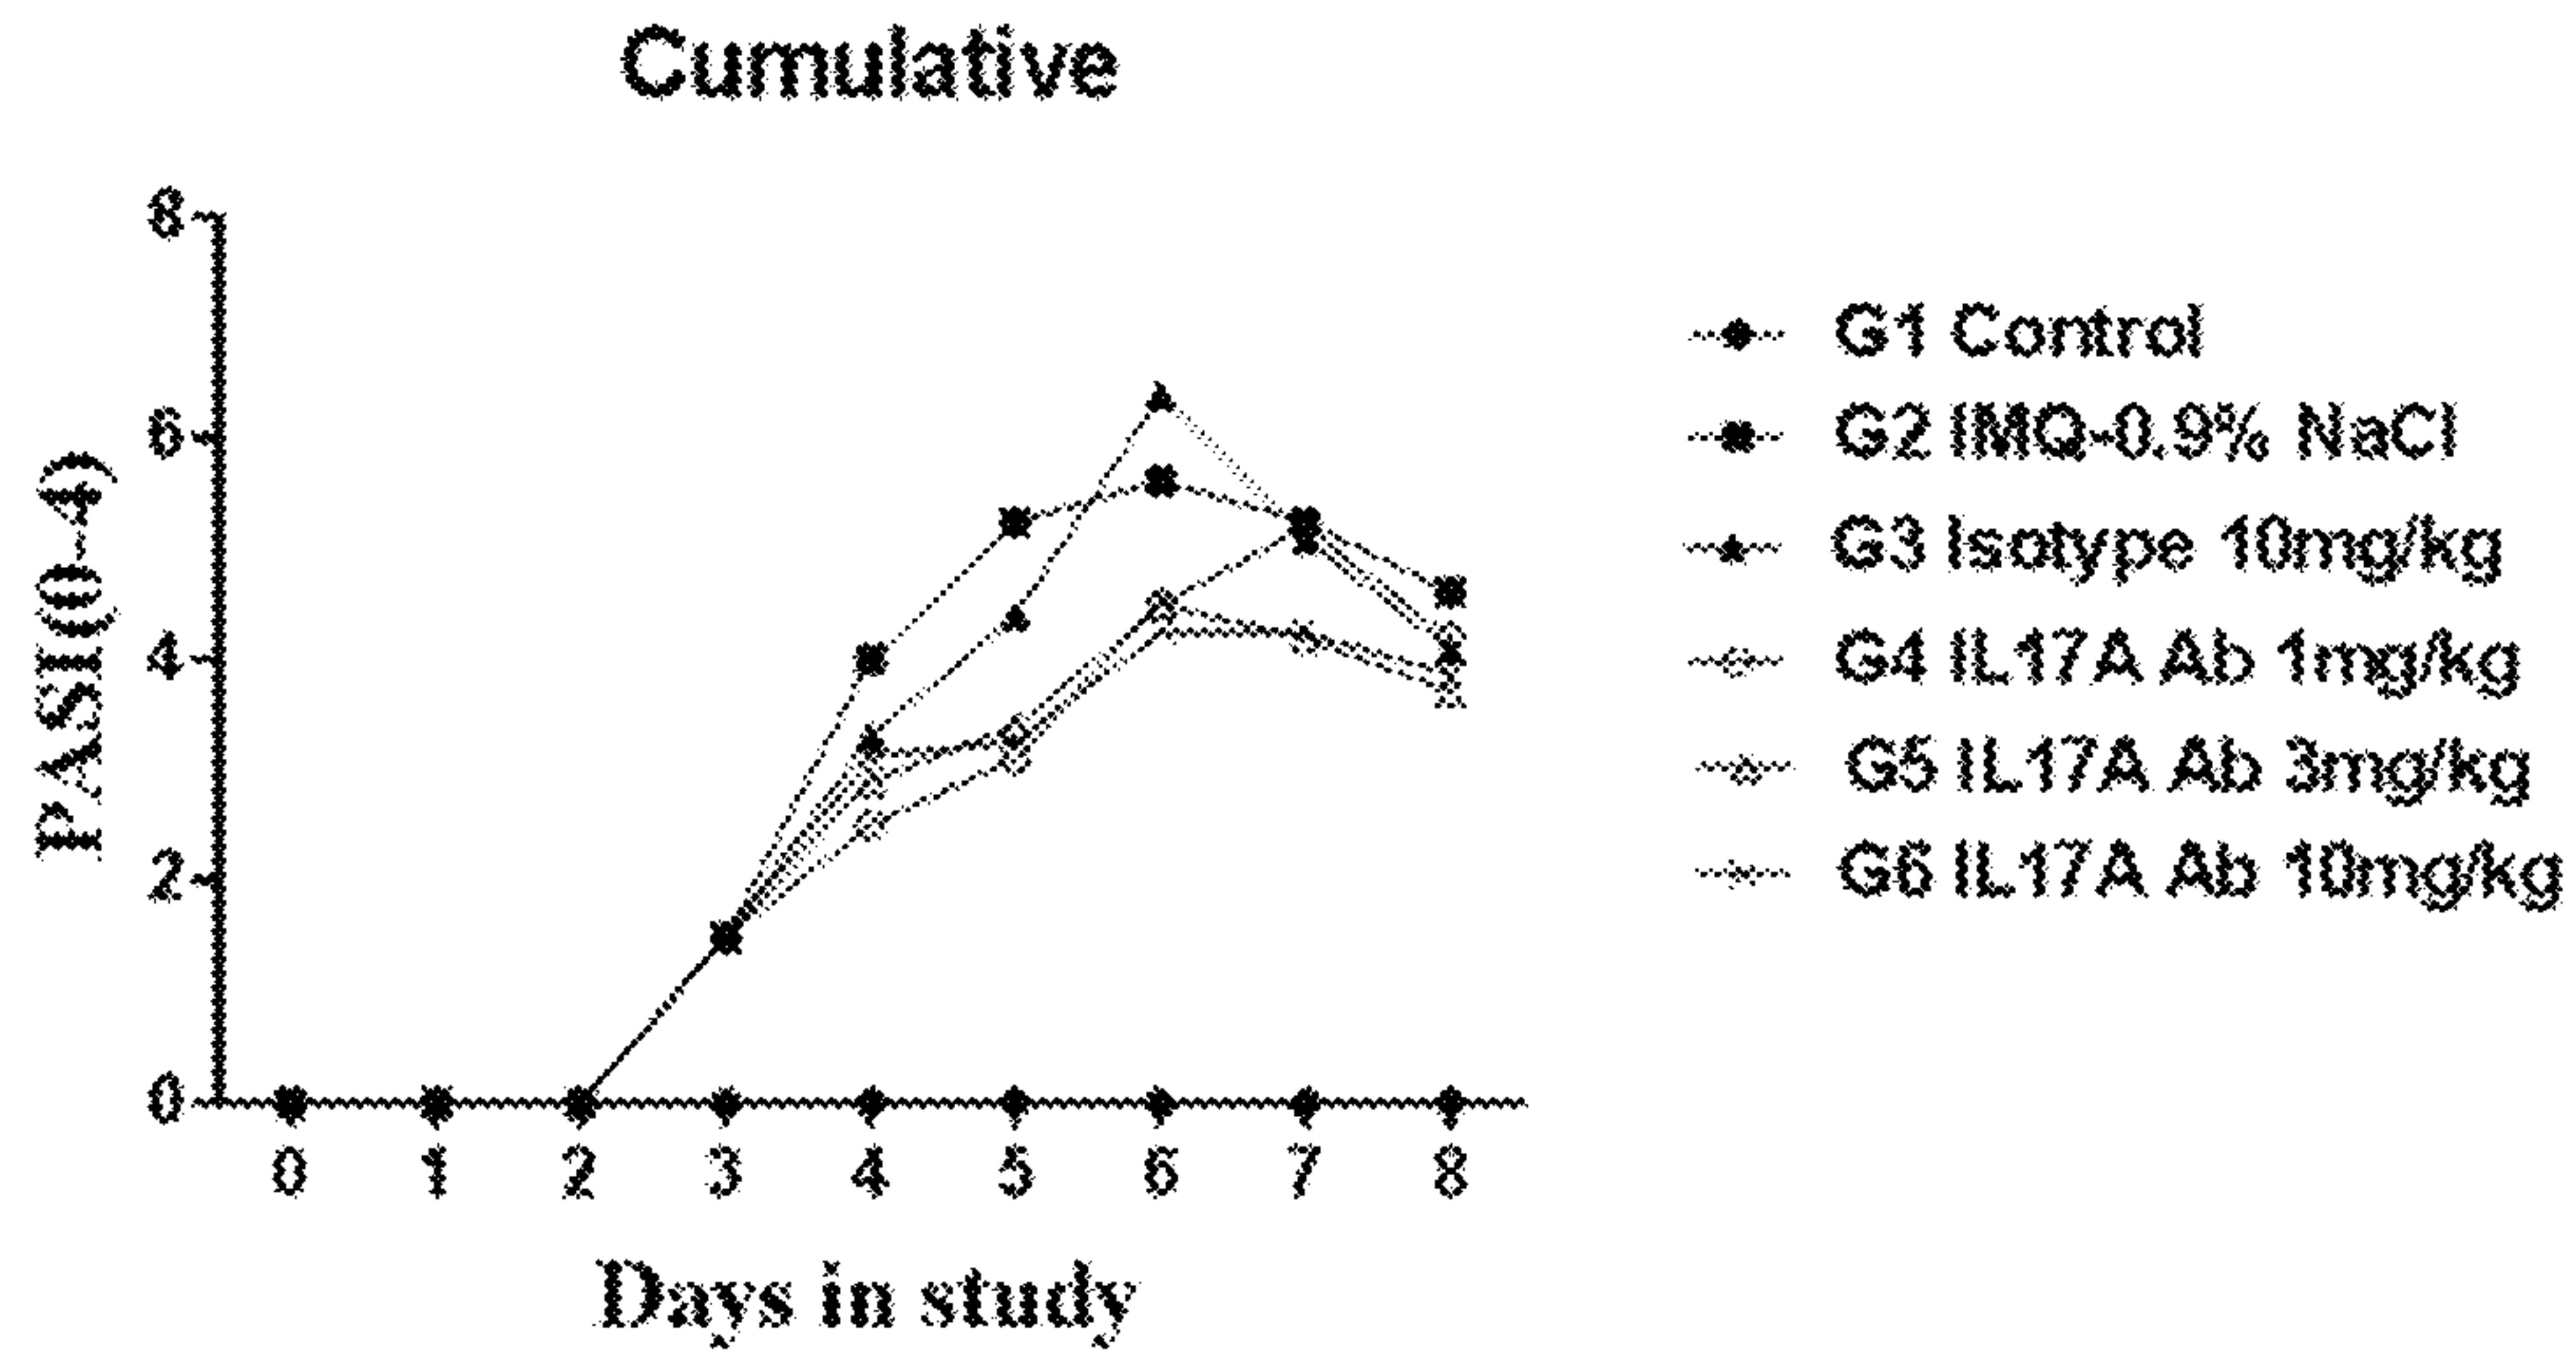 Cumulative
PASI(0-4)
8
6
4
2
0
0 1 2 3 4 5 6 7 8
Days in study
G1 Control
G2 IMQ-0.9% NaCl
G3 Isotype 10mg/kg
G4 IL17A Ab 1mg/kg
G5 IL17A Ab 3mg/kg
G6 IL17A Ab 10mg/kg